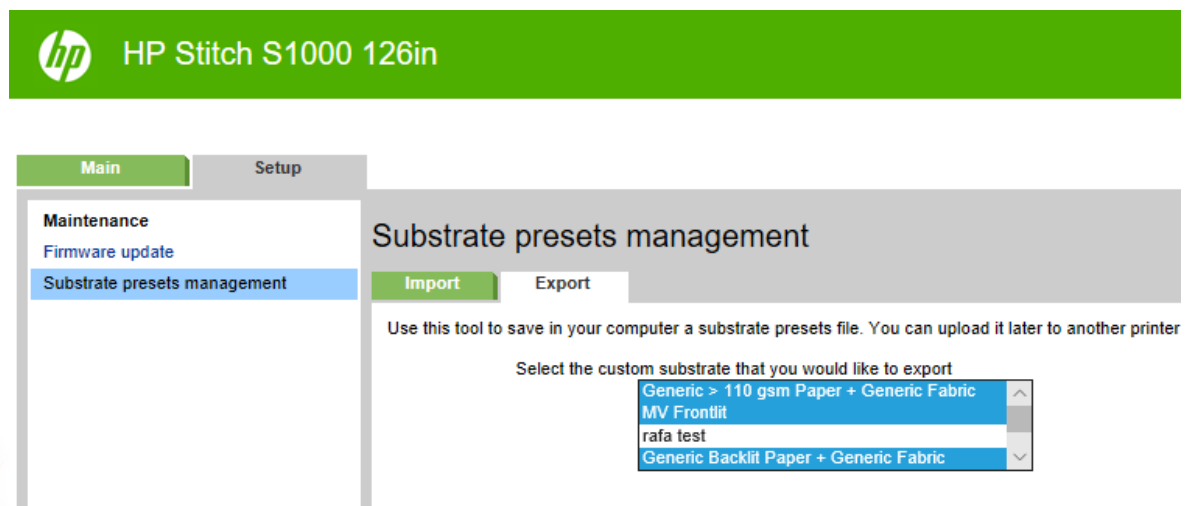 hp HP Stitch S1000 126in
Main Setup
Maintenance
Firmware update
Substrate presets management
Substrate presets management
Import Export
Use this tool to save in your computer a substrate presets file. You can upload it later to another printer
Select the custom substrate that you would like to export
Generic > 110 gsm Paper + Generic Fabric
MV Frontlit
rafa test
Generic Backlit Paper + Generic Fabric